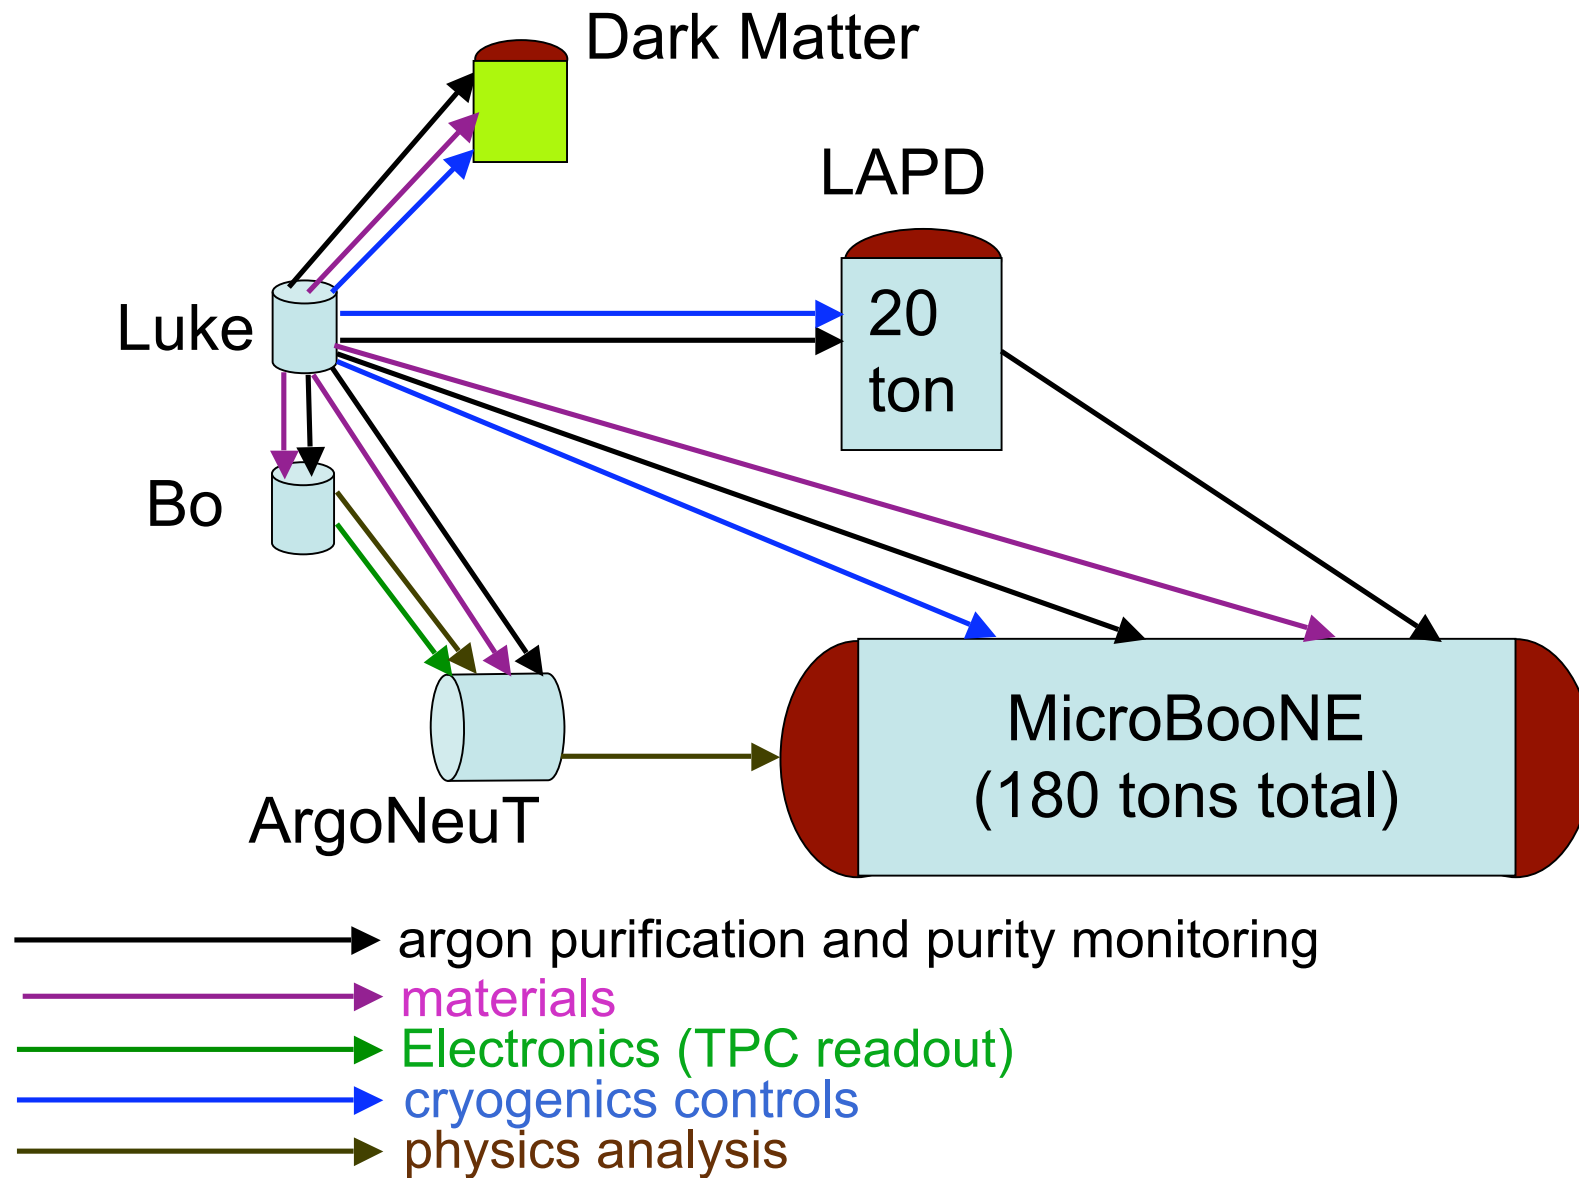 Dark Matter
LAPD
20
ton
Luke
Bo
MicroBooNE
(180 tons total)
ArgoNeuT
argon purification and purity monitoring
materials
Electronics (TPC readout)
cryogenics controls
physics analysis